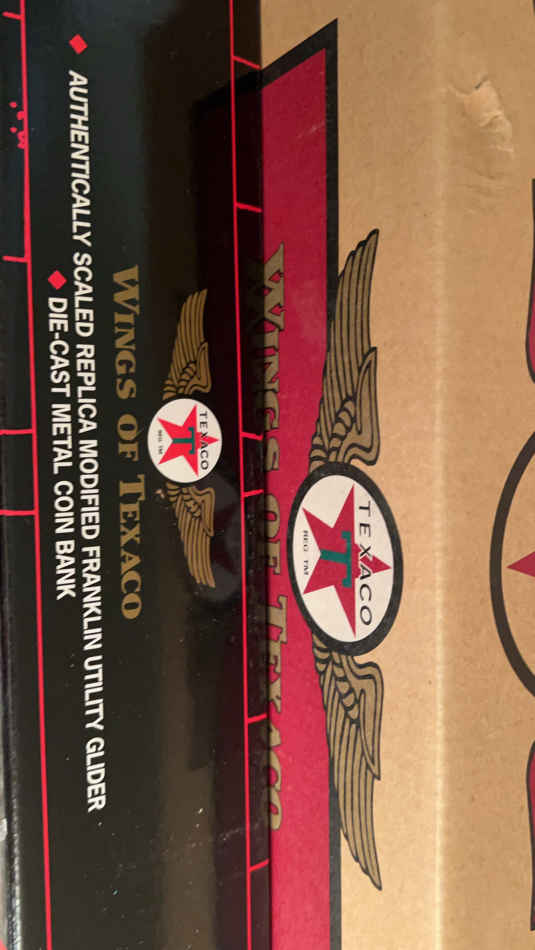 WINGS OF TEXACO
TEXACO
T
REG. TM
WINGS OF TEXACO
TEXACO
T
REG. TM
AUTHENTICALLY SCALED REPLICA MODIFIED FRANKLIN UTILITY GLIDER
DIE-CAST METAL COIN BANK